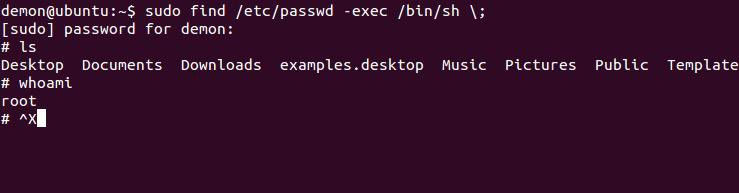 demon@ubuntu:~$ sudo find /etc/passwd -exec /bin/sh \;
[sudo] password for demon:
# ls
Desktop  Documents  Downloads  examples.desktop  Music  Pictures  Public  Template
# whoami
root
# ^X